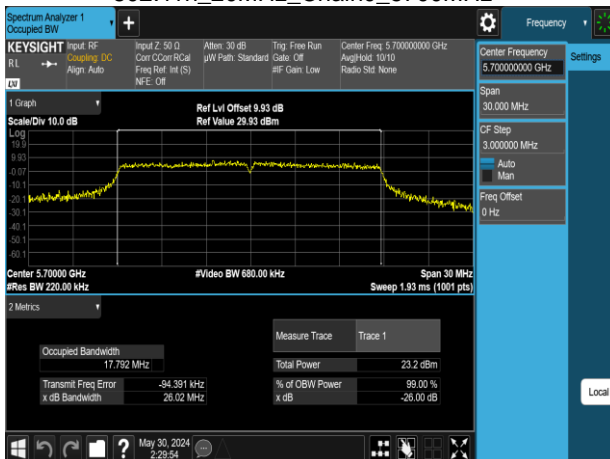 Spectrum Analyzer 1
Occupied BW
+
Frequency
KEYSIGHT
RL
LXI
Input: RF
Coupling: DC
Align: Auto
Input Z: 50 Ω
Corr CCorr RCal
Freq Ref: Int (S)
NFE: Off
Atten: 30 dB
µW Path: Standard
Trig: Free Run
Gate: Off
#IF Gain: Low
Center Freq: 5.700000000 GHz
Avg|Hold: 10/10
Radio Std: None
Center Frequency
5.700000000 GHz
Settings
Span
30.000 MHz
CF Step
3.000000 MHz
Auto
Man
Freq Offset
0 Hz
1 Graph
Scale/Div 10.0 dB
Ref Lvl Offset 9.93 dB
Ref Value 29.93 dBm
Log
19.9
9.93
-0.07
-10.1
-20.1
-30.1
-40.1
-50.1
-60.1
Center 5.70000 GHz
#Res BW 220.00 kHz
#Video BW 680.00 kHz
Span 30 MHz
Sweep 1.93 ms (1001 pts)
2 Metrics
Measure Trace Trace 1
Occupied Bandwidth
17.792 MHz
Total Power 23.2 dBm
Transmit Freq Error -94.391 kHz
% of OBW Power 99.00 %
x dB Bandwidth 26.02 MHz
x dB -26.00 dB
Local
?
May 30, 2024
2:29:54